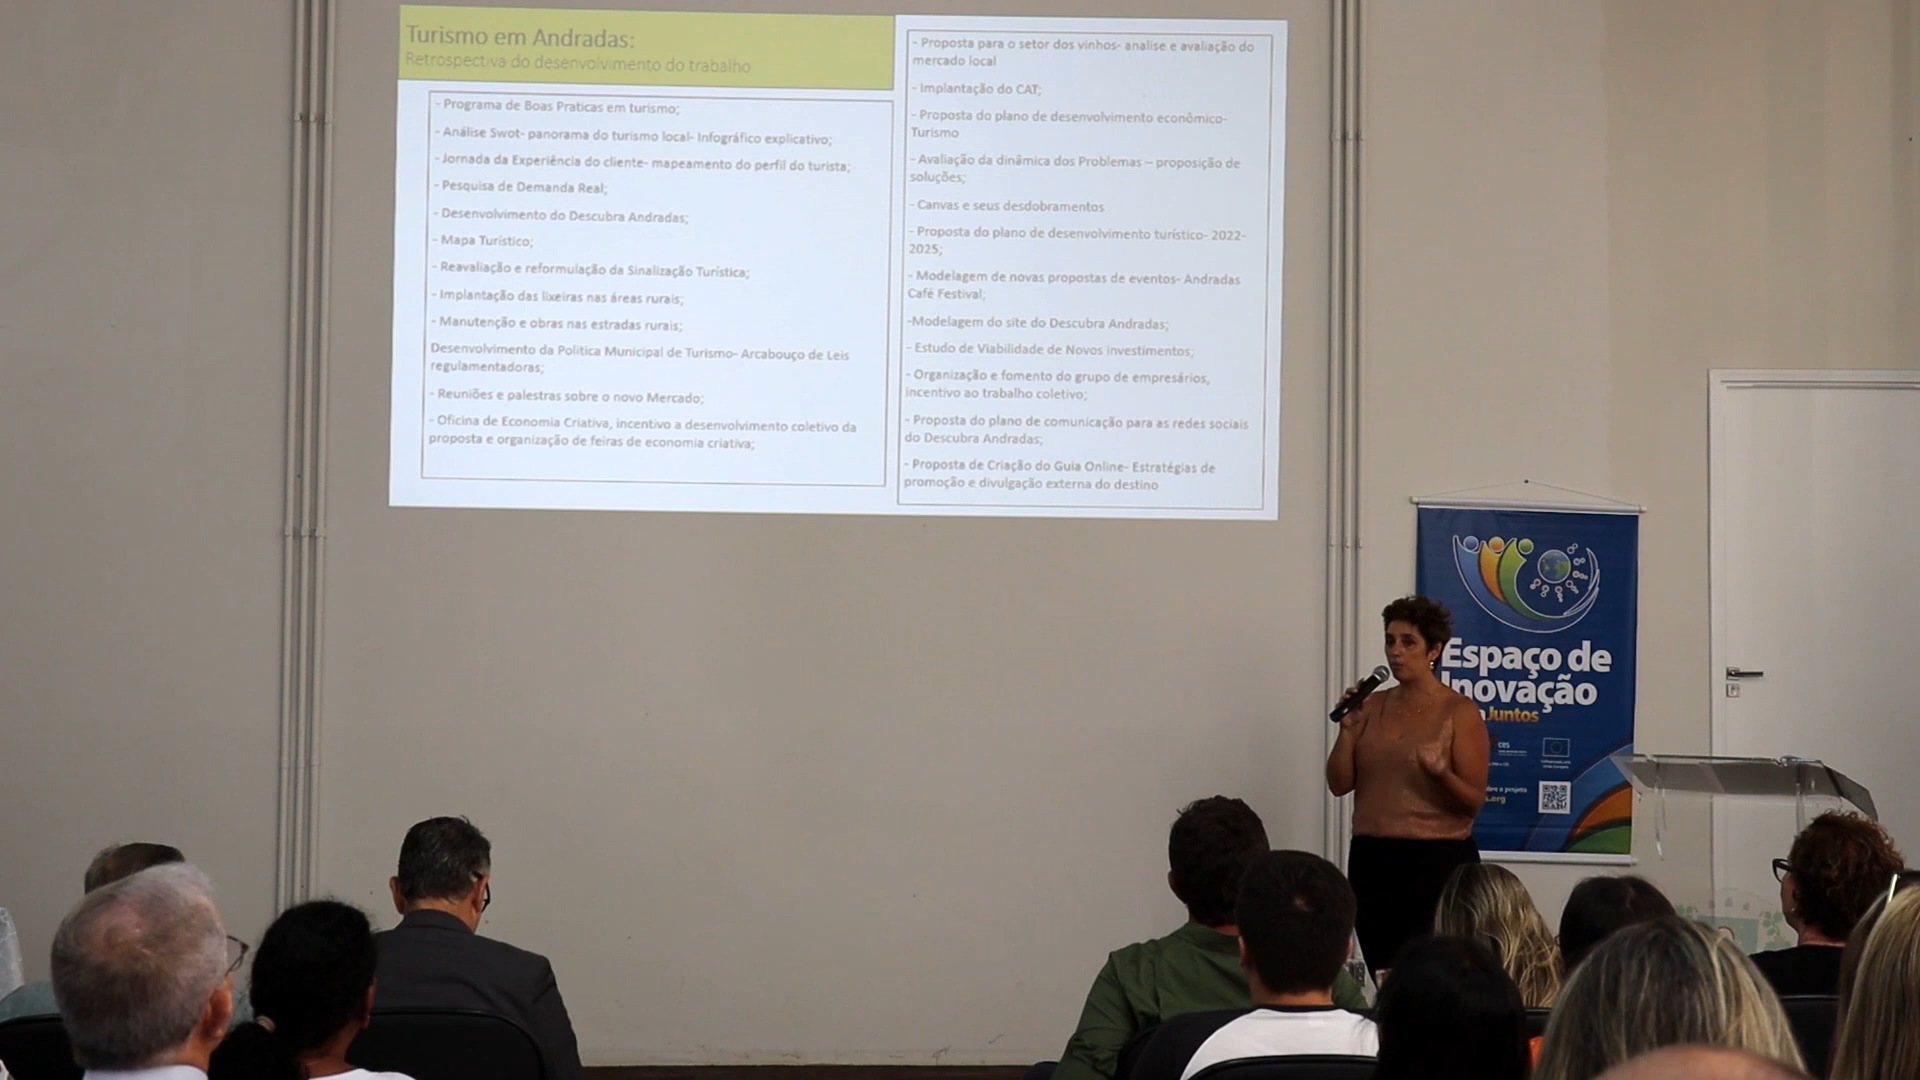 Turismo em Andradas:
Retrospectiva do desenvolvimento do trabalho
- Programa de Boas Praticas em turismo;
- Análise Swot- panorama do turismo local- Infográfico explicativo;
- Jornada da Experiência do cliente- mapeamento do perfil do turista;
- Pesquisa de Demanda Real;
- Desenvolvimento do Descubra Andradas;
- Mapa Turístico;
- Reavaliação e reformulação da Sinalização Turística;
- Implantação das lixeiras nas áreas rurais;
- Manutenção e obras nas estradas rurais;
Desenvolvimento da Politica Municipal de Turismo- Arcabouço de Leis
regulamentadoras;
- Reuniões e palestras sobre o novo Mercado;
- Oficina de Economia Criativa, incentivo a desenvolvimento coletivo da
proposta e organização de feiras de economia criativa;
- Proposta para o setor dos vinhos- analise e avaliação do
mercado local
- Implantação do CAT;
- Proposta do plano de desenvolvimento econômico-
Turismo
- Avaliação da dinâmica dos Problemas – proposição de
soluções;
- Canvas e seus desdobramentos
- Proposta do plano de desenvolvimento turístico- 2022-
2025;
- Modelagem de novas propostas de eventos- Andradas
Café Festival;
-Modelagem do site do Descubra Andradas;
- Estudo de Viabilidade de Novos investimentos;
- Organização e fomento do grupo de empresários,
incentivo ao trabalho coletivo;
- Proposta do plano de comunicação para as redes sociais
do Descubra Andradas;
- Proposta de Criação do Guia Online- Estratégias de
promoção e divulgação externa do destino
Espaço de
Inovação
Juntos
ces
o projeto
.org